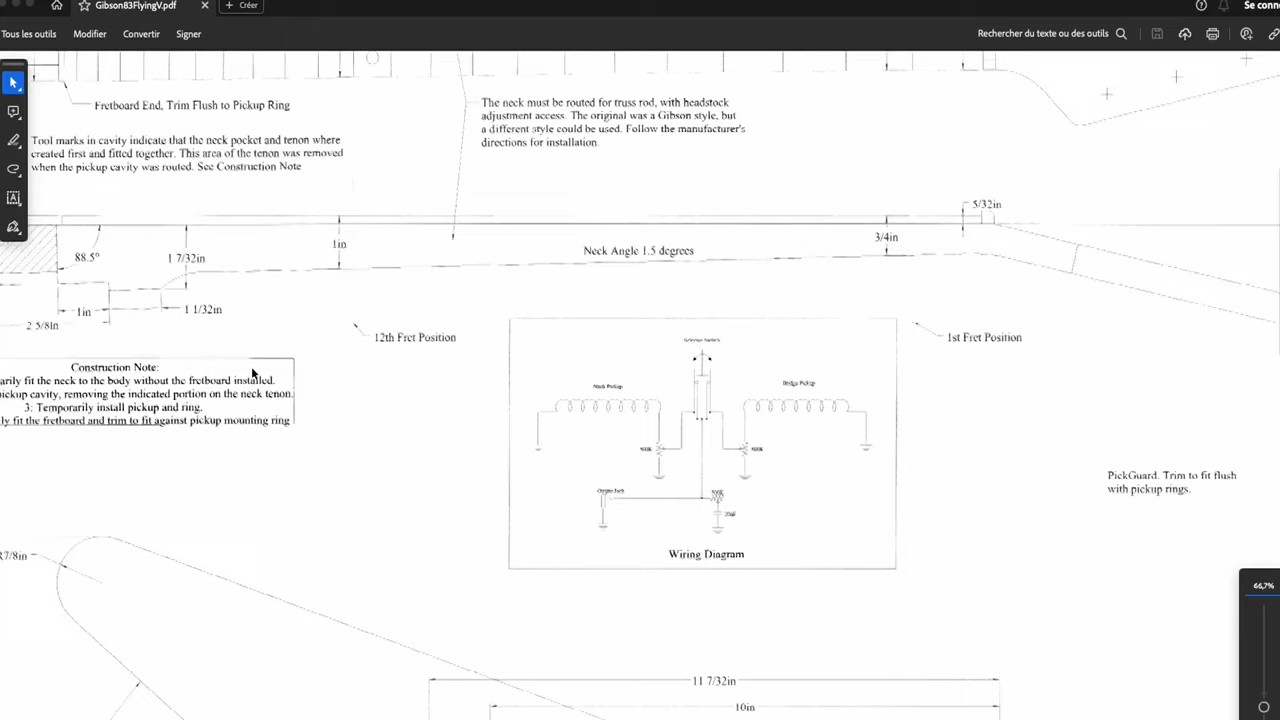 Gibson83FlyingV.pdf
Créer
Se conn
Tous les outils
Modifier
Convertir
Signer
Rechercher du texte ou des outils
Fretboard End, Trim Flush to Pickup Ring
The neck must be routed for truss rod, with headstock
adjustment access. The original was a Gibson style, but
a different style could be used. Follow the manufacturer's
directions for installation.
Tool marks in cavity indicate that the neck pocket and tenon where
created first and fitted together. This area of the tenon was removed
when the pickup cavity was routed. See Construction Note
5/32in
1in
3/4in
88.5°
1 7/32in
Neck Angle 1.5 degrees
1in
1 1/32in
2 5/8in
12th Fret Position
1st Fret Position
Construction Note:
arily fit the neck to the body without the fretboard installed.
ickup cavity, removing the indicated portion on the neck tenon.
3: Temporarily install pickup and ring.
ly fit the fretboard and trim to fit against pickup mounting ring
Neck Pickup
Bridge Pickup
500K
500K
Output Jack
Wiring Diagram
PickGuard. Trim to fit flush
with pickup rings.
R7/8in
66,7%
11 7/32in
10in